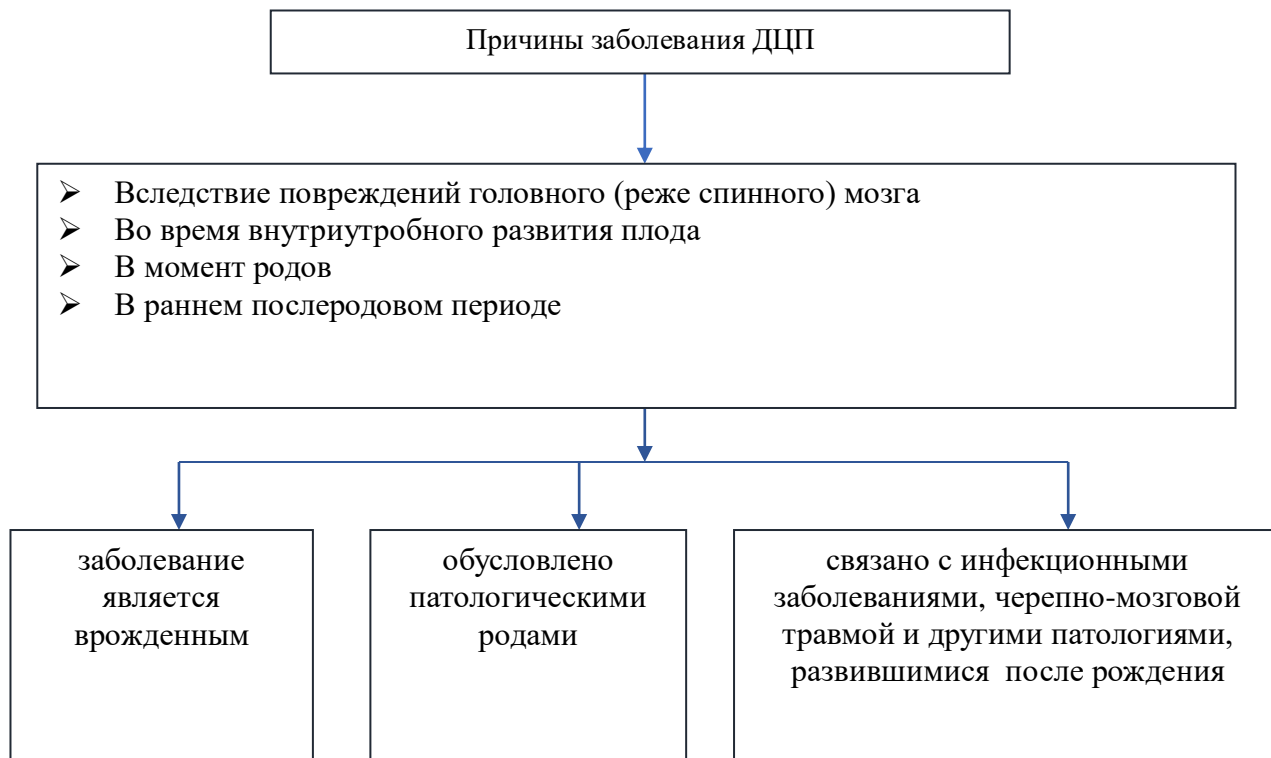 Причины заболевания ДЦП
➢ Вследствие повреждений головного (реже спинного) мозга
➢ Во время внутриутробного развития плода
➢ В момент родов
➢ В раннем послеродовом периоде
заболевание
является
врожденным
обусловлено
патологическими
родами
связано с инфекционными
заболеваниями, черепно-мозговой
травмой и другими патологиями,
развившимися после рождения